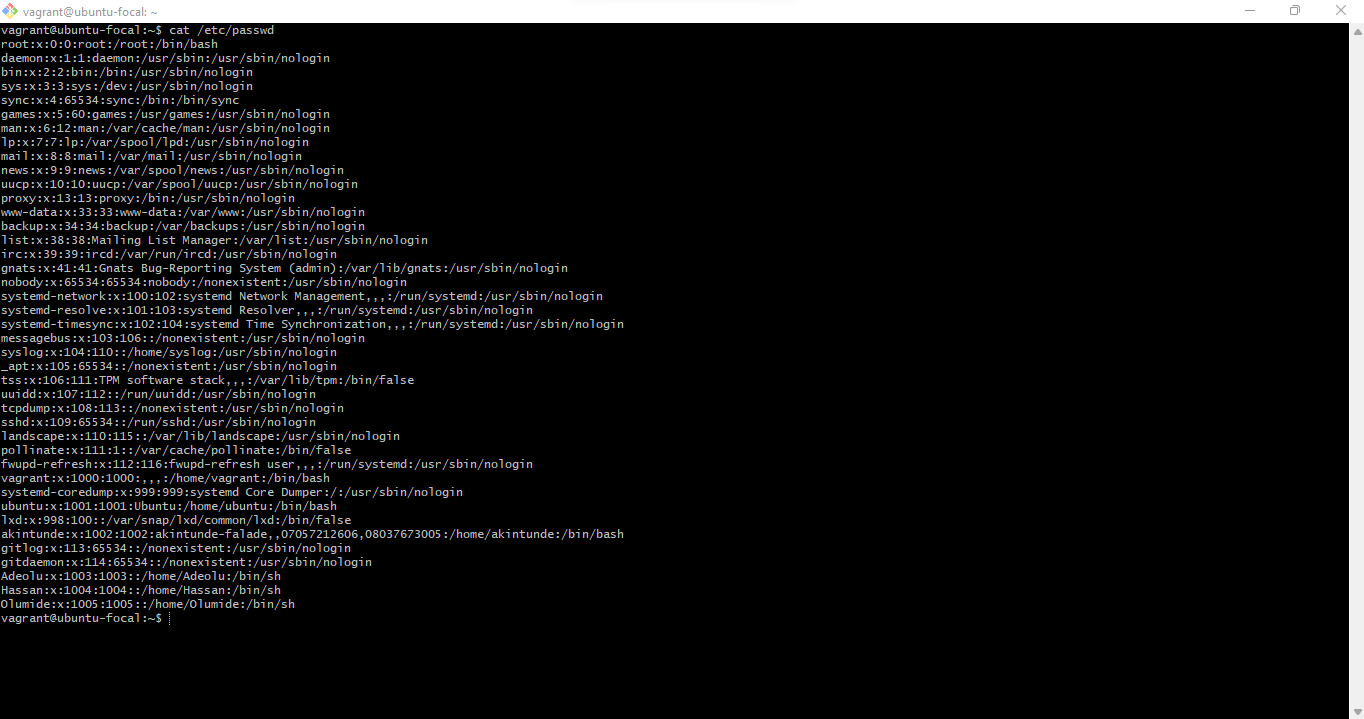 vagrant@ubuntu-focal: ~
vagrant@ubuntu-focal:~$ cat /etc/passwd
root:x:0:0:root:/root:/bin/bash
daemon:x:1:1:daemon:/usr/sbin:/usr/sbin/nologin
bin:x:2:2:bin:/bin:/usr/sbin/nologin
sys:x:3:3:sys:/dev:/usr/sbin/nologin
sync:x:4:65534:sync:/bin:/bin/sync
games:x:5:60:games:/usr/games:/usr/sbin/nologin
man:x:6:12:man:/var/cache/man:/usr/sbin/nologin
lp:x:7:7:lp:/var/spool/lpd:/usr/sbin/nologin
mail:x:8:8:mail:/var/mail:/usr/sbin/nologin
news:x:9:9:news:/var/spool/news:/usr/sbin/nologin
uucp:x:10:10:uucp:/var/spool/uucp:/usr/sbin/nologin
proxy:x:13:13:proxy:/bin:/usr/sbin/nologin
www-data:x:33:33:www-data:/var/www:/usr/sbin/nologin
backup:x:34:34:backup:/var/backups:/usr/sbin/nologin
list:x:38:38:Mailing List Manager:/var/list:/usr/sbin/nologin
irc:x:39:39:ircd:/var/run/ircd:/usr/sbin/nologin
gnats:x:41:41:Gnats Bug-Reporting System (admin):/var/lib/gnats:/usr/sbin/nologin
nobody:x:65534:65534:nobody:/nonexistent:/usr/sbin/nologin
systemd-network:x:100:102:systemd Network Management,,,:/run/systemd:/usr/sbin/nologin
systemd-resolve:x:101:103:systemd Resolver,,,:/run/systemd:/usr/sbin/nologin
systemd-timesync:x:102:104:systemd Time Synchronization,,,:/run/systemd:/usr/sbin/nologin
messagebus:x:103:106::/nonexistent:/usr/sbin/nologin
syslog:x:104:110::/home/syslog:/usr/sbin/nologin
_apt:x:105:65534::/nonexistent:/usr/sbin/nologin
tss:x:106:111:TPM software stack,,,:/var/lib/tpm:/bin/false
uuidd:x:107:112::/run/uuidd:/usr/sbin/nologin
tcpdump:x:108:113::/nonexistent:/usr/sbin/nologin
sshd:x:109:65534::/run/sshd:/usr/sbin/nologin
landscape:x:110:115::/var/lib/landscape:/usr/sbin/nologin
pollinate:x:111:1::/var/cache/pollinate:/bin/false
fwupd-refresh:x:112:116:fwupd-refresh user,,,:/run/systemd:/usr/sbin/nologin
vagrant:x:1000:1000:,,,:/home/vagrant:/bin/bash
systemd-coredump:x:999:999:systemd Core Dumper:/:/usr/sbin/nologin
ubuntu:x:1001:1001:Ubuntu:/home/ubuntu:/bin/bash
lxd:x:998:100::/var/snap/lxd/common/lxd:/bin/false
akintunde:x:1002:1002:akintunde-falade,,07057212606,08037673005:/home/akintunde:/bin/bash
gitlog:x:113:65534::/nonexistent:/usr/sbin/nologin
gitdaemon:x:114:65534::/nonexistent:/usr/sbin/nologin
Adeolu:x:1003:1003::/home/Adeolu:/bin/sh
Hassan:x:1004:1004::/home/Hassan:/bin/sh
Olumide:x:1005:1005::/home/Olumide:/bin/sh
vagrant@ubuntu-focal:~$